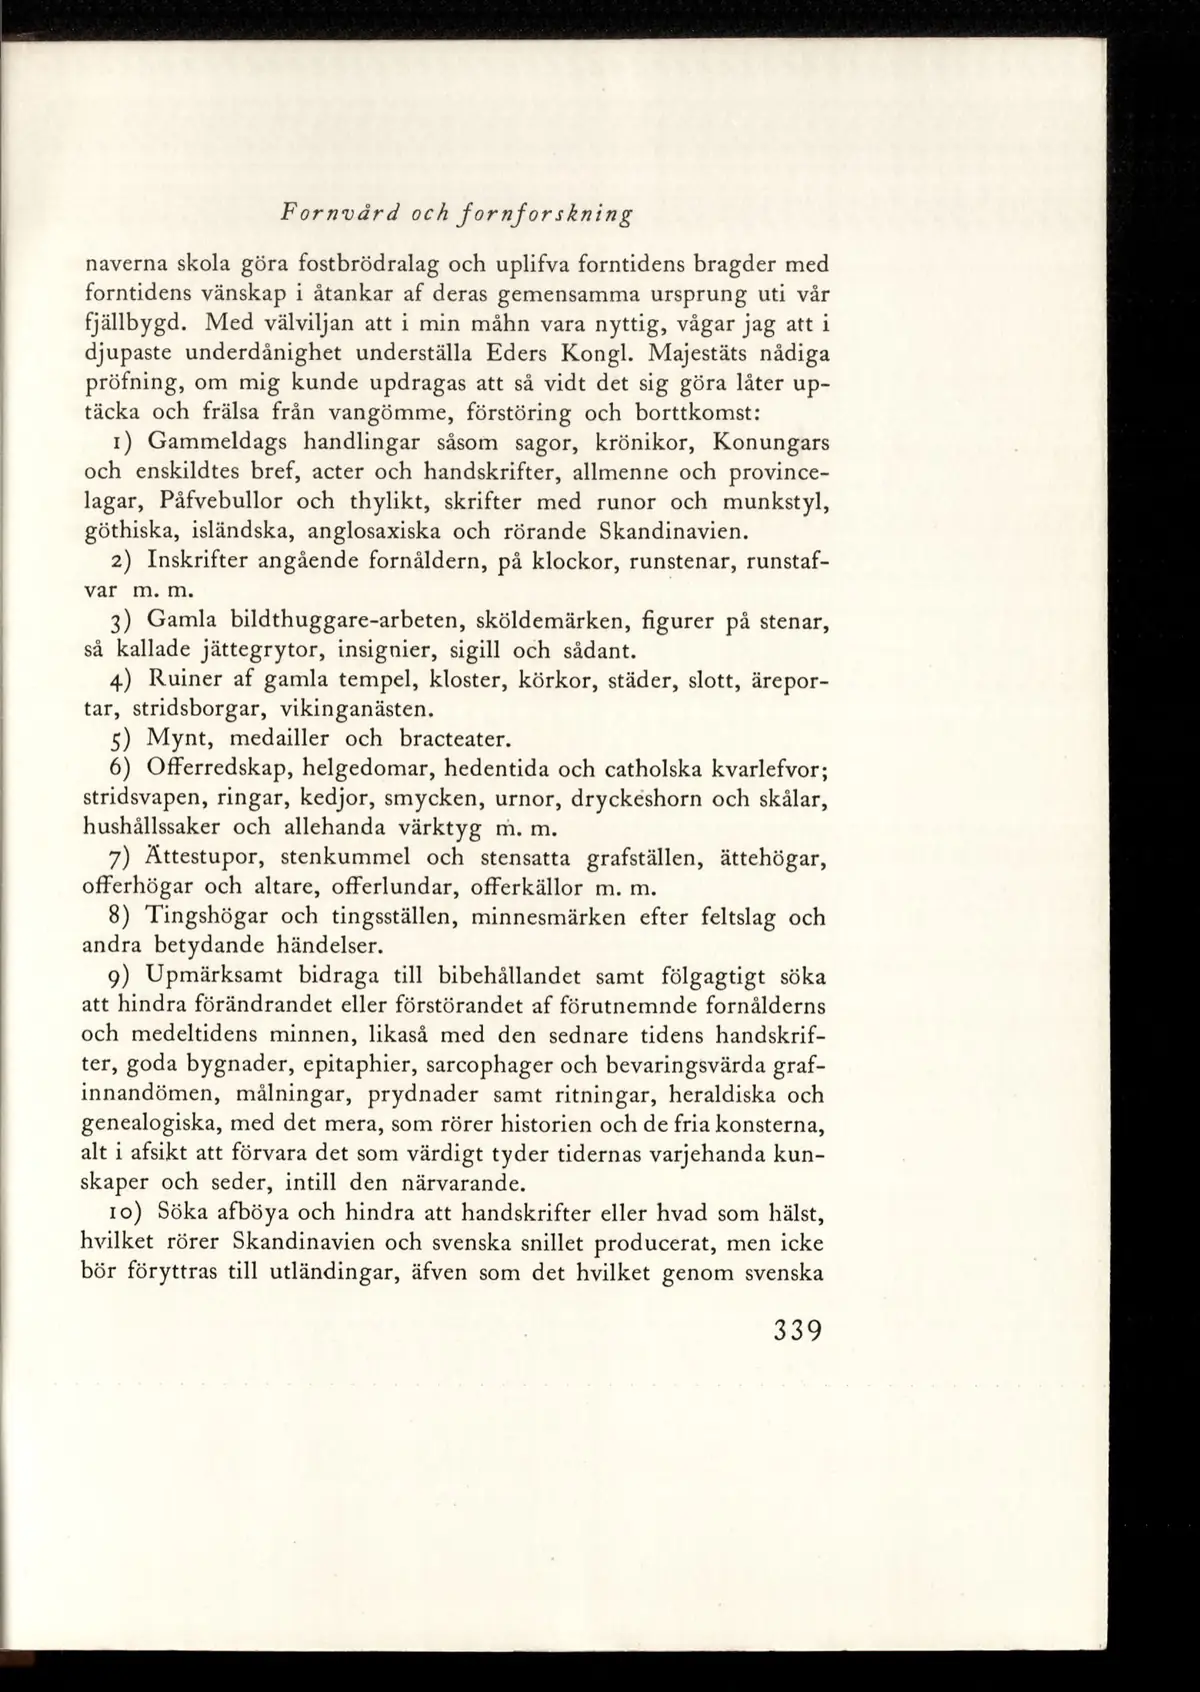 Fornvård och fornforskning
naverna skola göra fostbrödralag och uplifva forntidens bragder med
forntidens vänskap i åtankar af deras gemensamma ursprung uti vår
fjällbygd. Med välviljan att i min måhn vara nyttig, vågar jag att i
djupaste underdånighet underställa Eders Kongl. Majestäts nådiga
pröfning, om mig kunde updragas att så vidt det sig göra låter up-
täcka och frälsa från vangömme, förstöring och borttkomst:
1) Gammeldags handlingar såsom sagor, krönikor, Konungars
och enskildtes bref, acter och handskrifter, allmenne och province-
lagar, Påfvebullor och thylikt, skrifter med runor och munkstyl,
göthiska, isländska, anglosaxiska och rörande Skandinavien.
2) Inskrifter angående fornåldern, på klockor, runstenar, runstaf-
var m. m.
3) Gamla bildthuggare-arbeten, sköldemärken, figurer på stenar,
så kallade jättegrytor, insignier, sigill och sådant.
4) Ruiner af gamla tempel, kloster, körkor, städer, slott, ärepor-
tar, stridsborgar, vikinganästen.
5) Mynt, medailler och bracteater.
6) Offerredskap, helgedomar, hedentida och catholska kvarlefvor;
stridsvapen, ringar, kedjor, smycken, urnor, dryckeshorn och skålar,
hushållssaker och allehanda värktyg m. m.
7) Ättestupor, stenkummel och stensatta grafställen, ättehögar,
offerhögar och altare, offerlundar, offerkällor m. m.
8) Tingshögar och tingsställen, minnesmärken efter feltslag och
andra betydande händelser.
9) Upmärksamt bidraga till bibehållandet samt fölgagtigt söka
att hindra förändrandet eller förstörandet af förutnemnde fornålderns
och medeltidens minnen, likaså med den sednare tidens handskrif-
ter, goda bygnader, epitaphier, sarcophager och bevaringsvärda graf-
innandömen, målningar, prydnader samt ritningar, heraldiska och
genealogiska, med det mera, som rörer historien och de fria konsterna,
alt i afsikt att förvara det som värdigt tyder tidernas varjehanda kun-
skaper och seder, intill den närvarande.
10) Söka afböya och hindra att handskrifter eller hvad som hälst,
hvilket rörer Skandinavien och svenska snillet producerat, men icke
bör föryttras till utländingar, äfven som det hvilket genom svenska
339